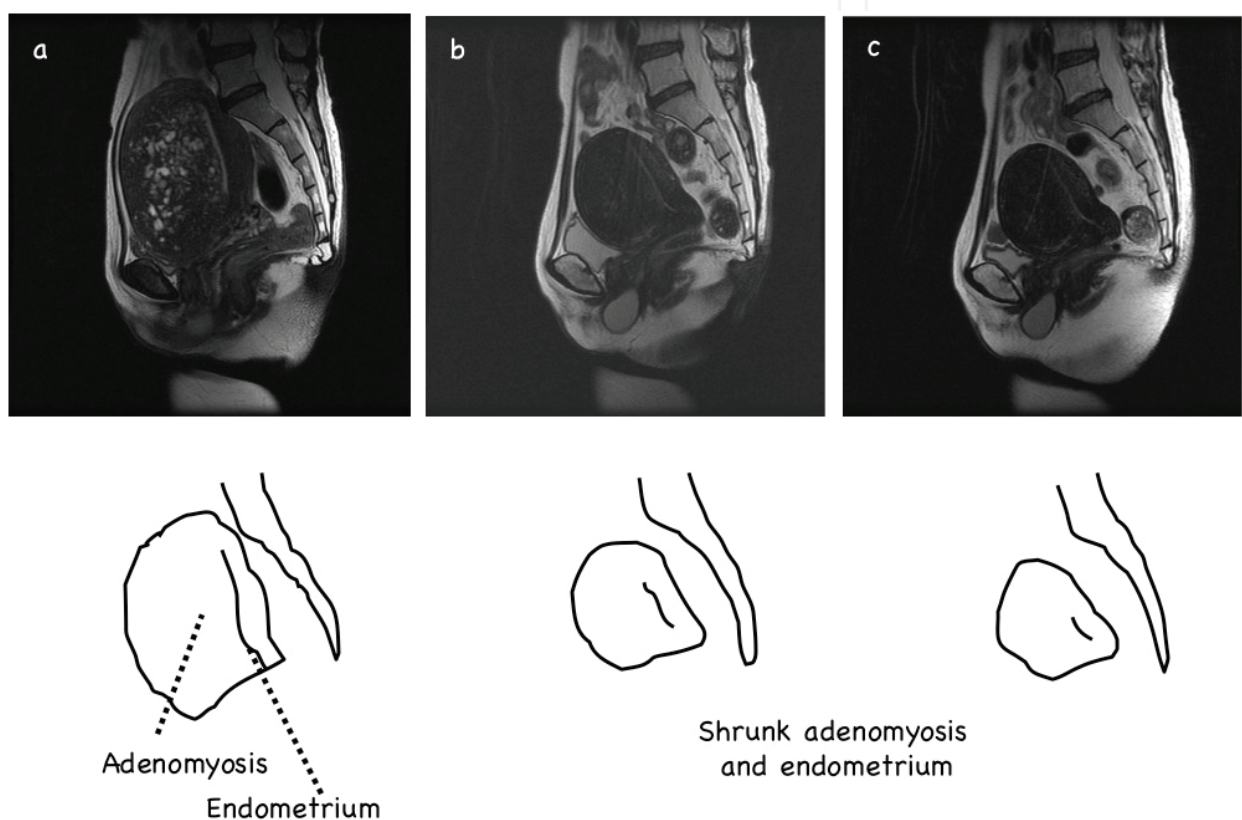 a
b
c
Adenomyosis
Endometrium
Shrunk adenomyosis
and endometrium